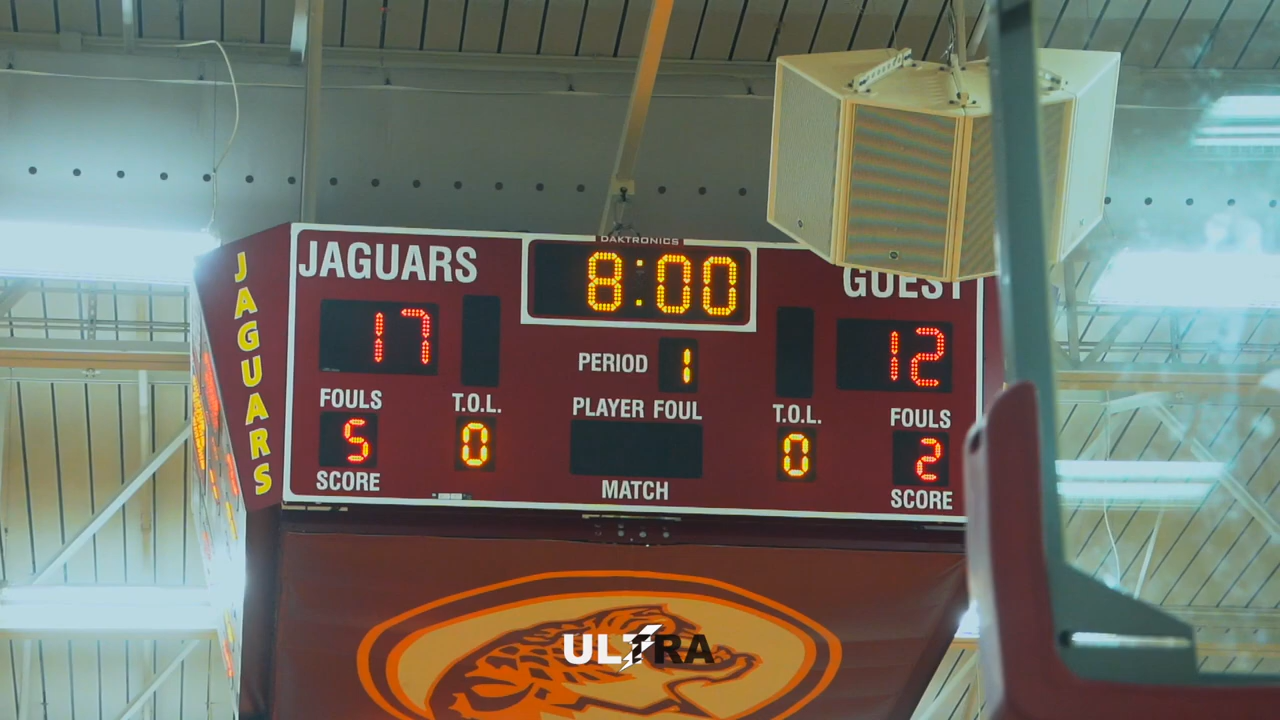 DAKTRONICS
JAGUARS
JAGUARS
8:00
GUEST
17
PERIOD 1
12
FOULS
T.O.L.
PLAYER FOUL
T.O.L.
FOULS
5
0
0
2
SCORE
MATCH
SCORE
ULTRA